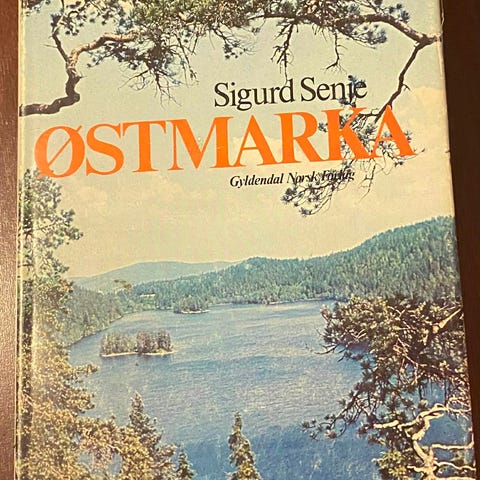 Sigurd Senje
ØSTMARKA
Gyldendal Norsk Forlag